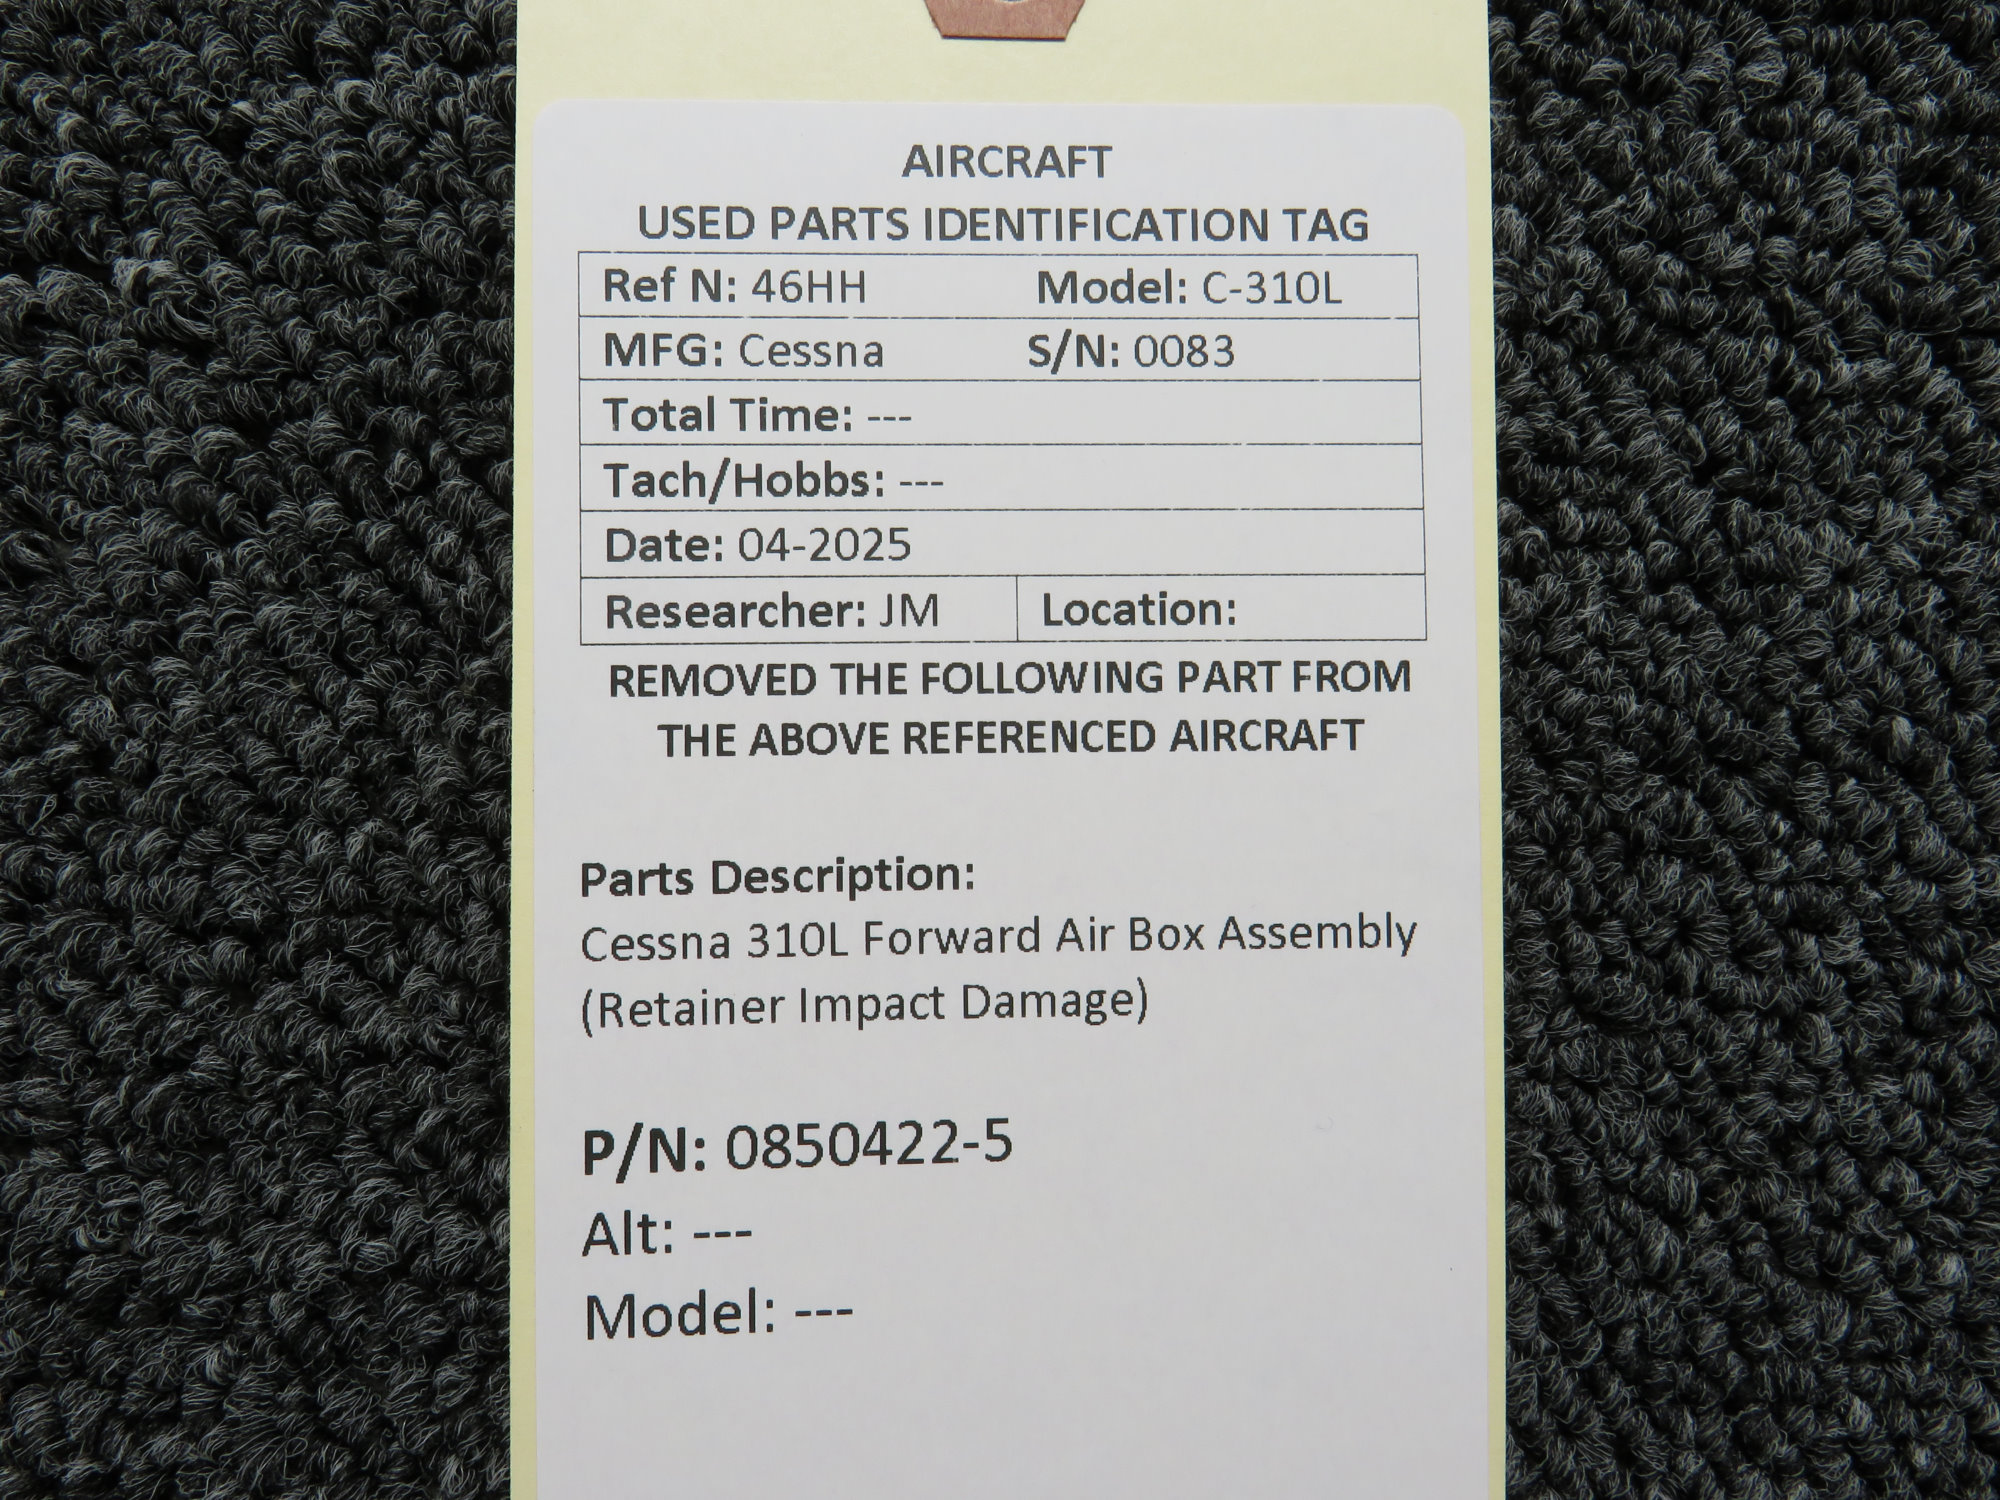 AIRCRAFT
USED PARTS IDENTIFICATION TAG
Ref N: 46HH Model: C-310L
MFG: Cessna S/N: 0083
Total Time: ---
Tach/Hobbs: ---
Date: 04-2025
Researcher: JM Location:
REMOVED THE FOLLOWING PART FROM
THE ABOVE REFERENCED AIRCRAFT
Parts Description:
Cessna 310L Forward Air Box Assembly
(Retainer Impact Damage)
P/N: 0850422-5
Alt: ---
Model: ---